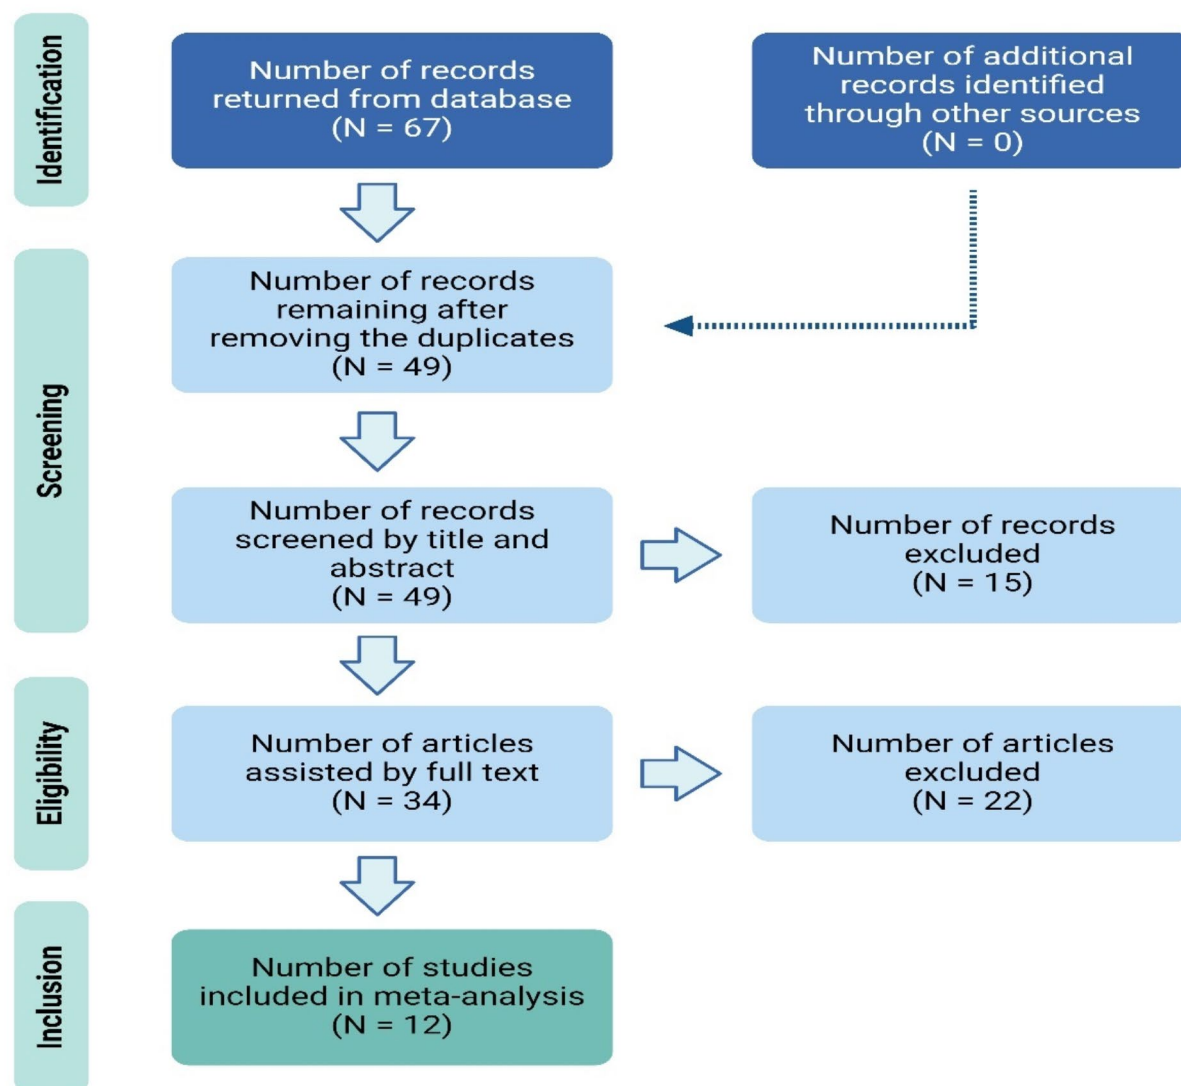 Identification
Number of records
returned from database
(N = 67)
Number of additional
records identified
through other sources
(N = 0)
Screening
Number of records
remaining after
removing the duplicates
(N = 49)
Number of records
screened by title and
abstract
(N = 49)
Number of records
excluded
(N = 15)
Eligibility
Number of articles
assisted by full text
(N = 34)
Number of articles
excluded
(N = 22)
Inclusion
Number of studies
included in meta-analysis
(N = 12)